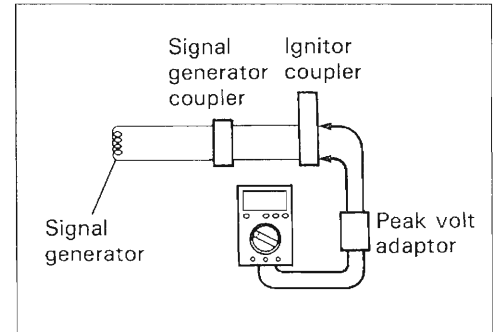 Signal
generator
coupler
Ignitor
coupler
Signal
generator
Peak volt
adaptor